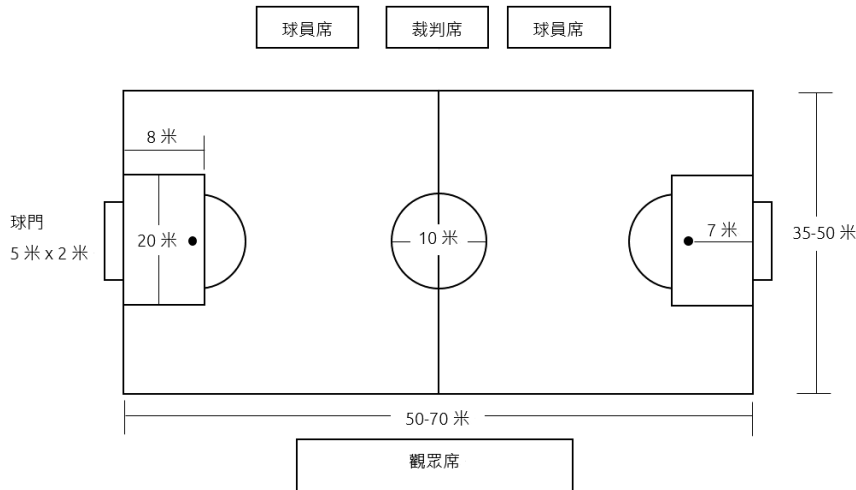 球員席
裁判席
球員席
8 米
球門
5 米 x 2 米
20 米
10 米
7 米
35-50 米
50-70 米
觀眾席